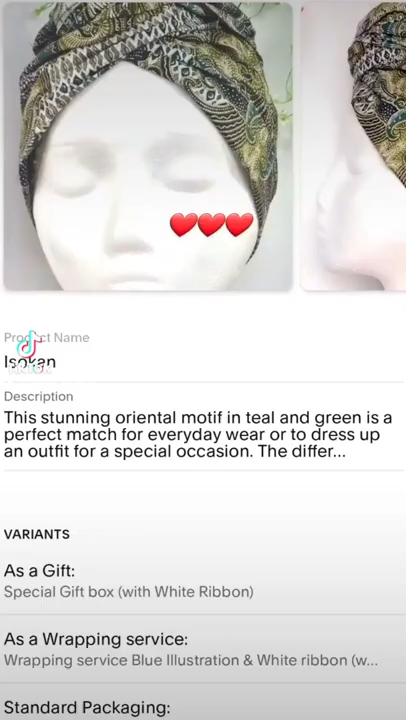 Product Name
Isokan
Description
This stunning oriental motif in teal and green is a
perfect match for everyday wear or to dress up
an outfit for a special occasion. The differ...
VARIANTS
As a Gift:
Special Gift box (with White Ribbon)
As a Wrapping service:
Wrapping service Blue Illustration & White ribbon (w...
Standard Packaging: